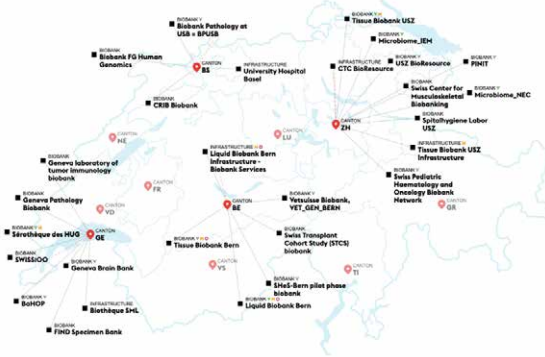 BIOBANK Y
Biobank Pathology at
USB = BPUSB
BIOBANK
Biobank FG Human
Genomics
CANTON
BS
INFRASTRUCTURE
University Hospital
Basel
BIOBANK
CRIB Biobank
BIOBANK Y
Tissue Biobank USZ
BIOBANK Y
Microbiome_IEM
INFRASTRUCTURE
CTC BioResource
BIOBANK Y
USZ BioResource
BIOBANK Y
PINIT
BIOBANK
Swiss Center for
Musculoskeletal
Biobanking
BIOBANK Y
Microbiome_NEC
CANTON
ZH
BIOBANK
Spitalhygiene Labor
USZ
INFRASTRUCTURE
Tissue Biobank USZ
Infrastructure
BIOBANK
Swiss Pediatric
Haematology and
Oncology Biobank
Network
CANTON
NE
CANTON
LU
CANTON
FR
CANTON
VD
CANTON
GR
CANTON
VS
CANTON
TI
INFRASTRUCTURE
Liquid Biobank Bern
Infrastructure -
Biobank Services
CANTON
BE
BIOBANK Y
Vetsuisse Biobank,
VET_GEN_BERN
BIOBANK
Swiss Transplant
Cohort Study (STCS)
biobank
BIOBANK Y
Tissue Biobank Bern
BIOBANK Y
SHeS-Bern pilot phase
biobank
BIOBANK
Liquid Biobank Bern
BIOBANK
Geneva laboratory of
tumor immunology
biobank
BIOBANK
Geneva Pathology
Biobank
BIOBANK Y
Sérothèque des HUG
CANTON
GE
BIOBANK
SWISS100
BIOBANK
Geneva Brain Bank
BIOBANK Y
BaHOP
INFRASTRUCTURE
Biothèque SML
BIOBANK
FIND Specimen Bank